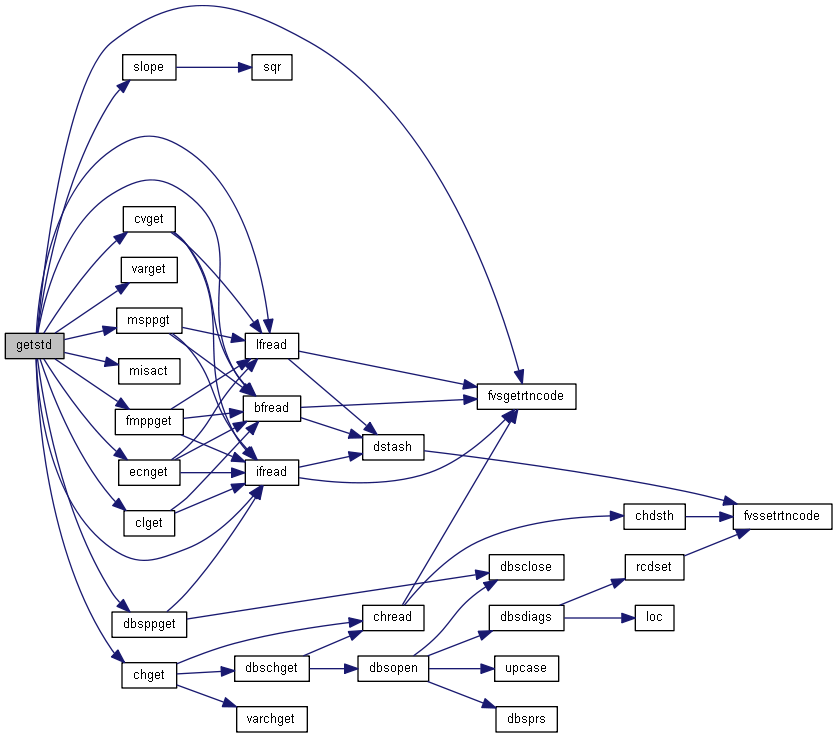 slope
sqr
cvget
varget
msppgt
getstd
lfread
misact
fvsgetrtncode
fmppget
bfread
dstash
ecnget
ifread
clget
chdsth
fvssetrtncode
dbsclose
rcdset
dbsppget
chread
dbsdiags
loc
chget
dbschget
dbsopen
upcase
varchget
dbsprs